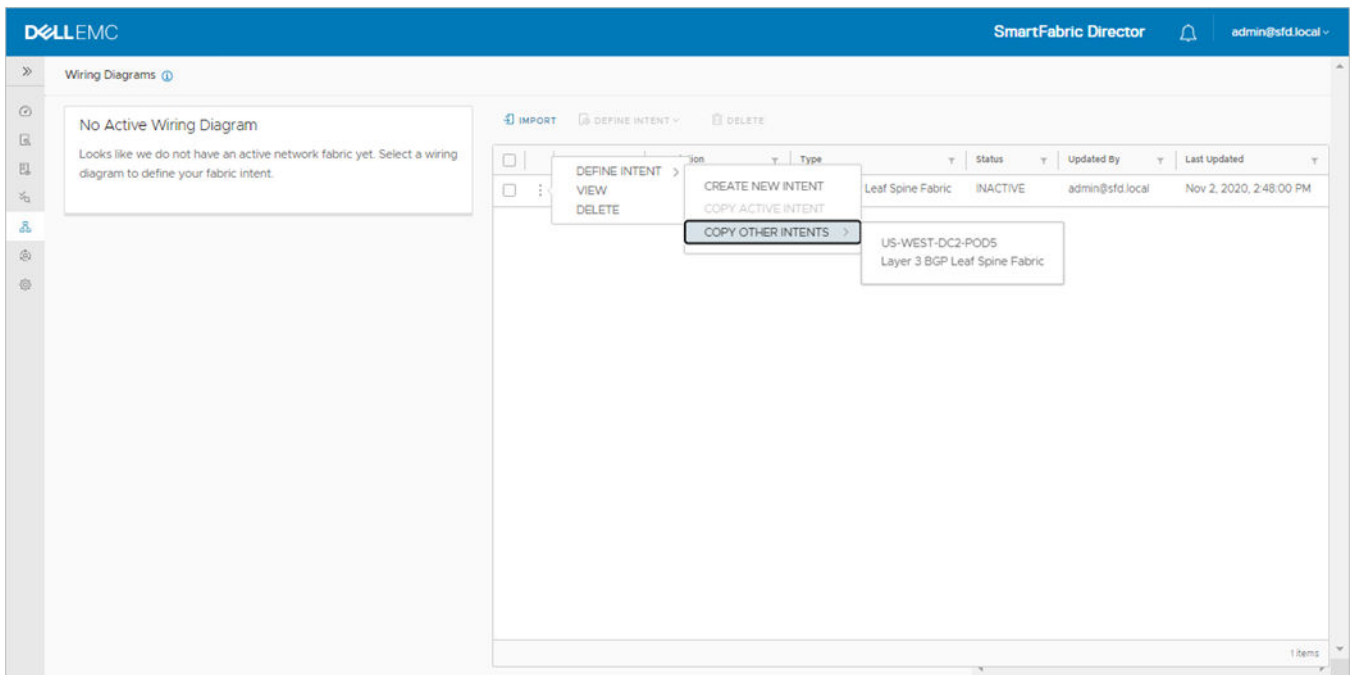 DELLEMC
SmartFabric Director
admin@sfd.local
Wiring Diagrams
No Active Wiring Diagram
Looks like we do not have an active network fabric yet. Select a wiring
diagram to define your fabric intent.
IMPORT
DEFINE INTENT
DELETE
Type
Status
Updated By
Last Updated
DEFINE INTENT
VIEW
DELETE
CREATE NEW INTENT
COPY ACTIVE INTENT
COPY OTHER INTENTS
US-WEST-DC2-POD5
Layer 3 BGP Leaf Spine Fabric
Leaf Spine Fabric
INACTIVE
admin@sfd.local
Nov 2, 2020, 2:48:00 PM
1 items